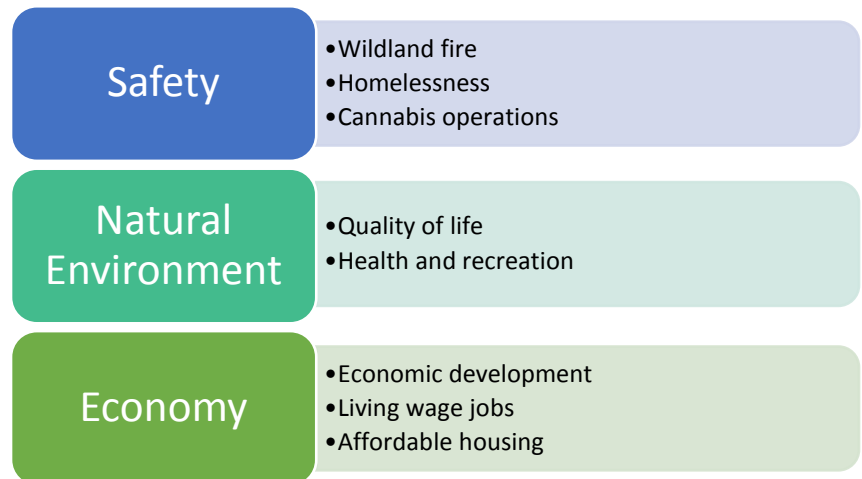 Safety
•Wildland fire
•Homelessness
•Cannabis operations
Natural
Environment
•Quality of life
•Health and recreation
Economy
•Economic development
•Living wage jobs
•Affordable housing